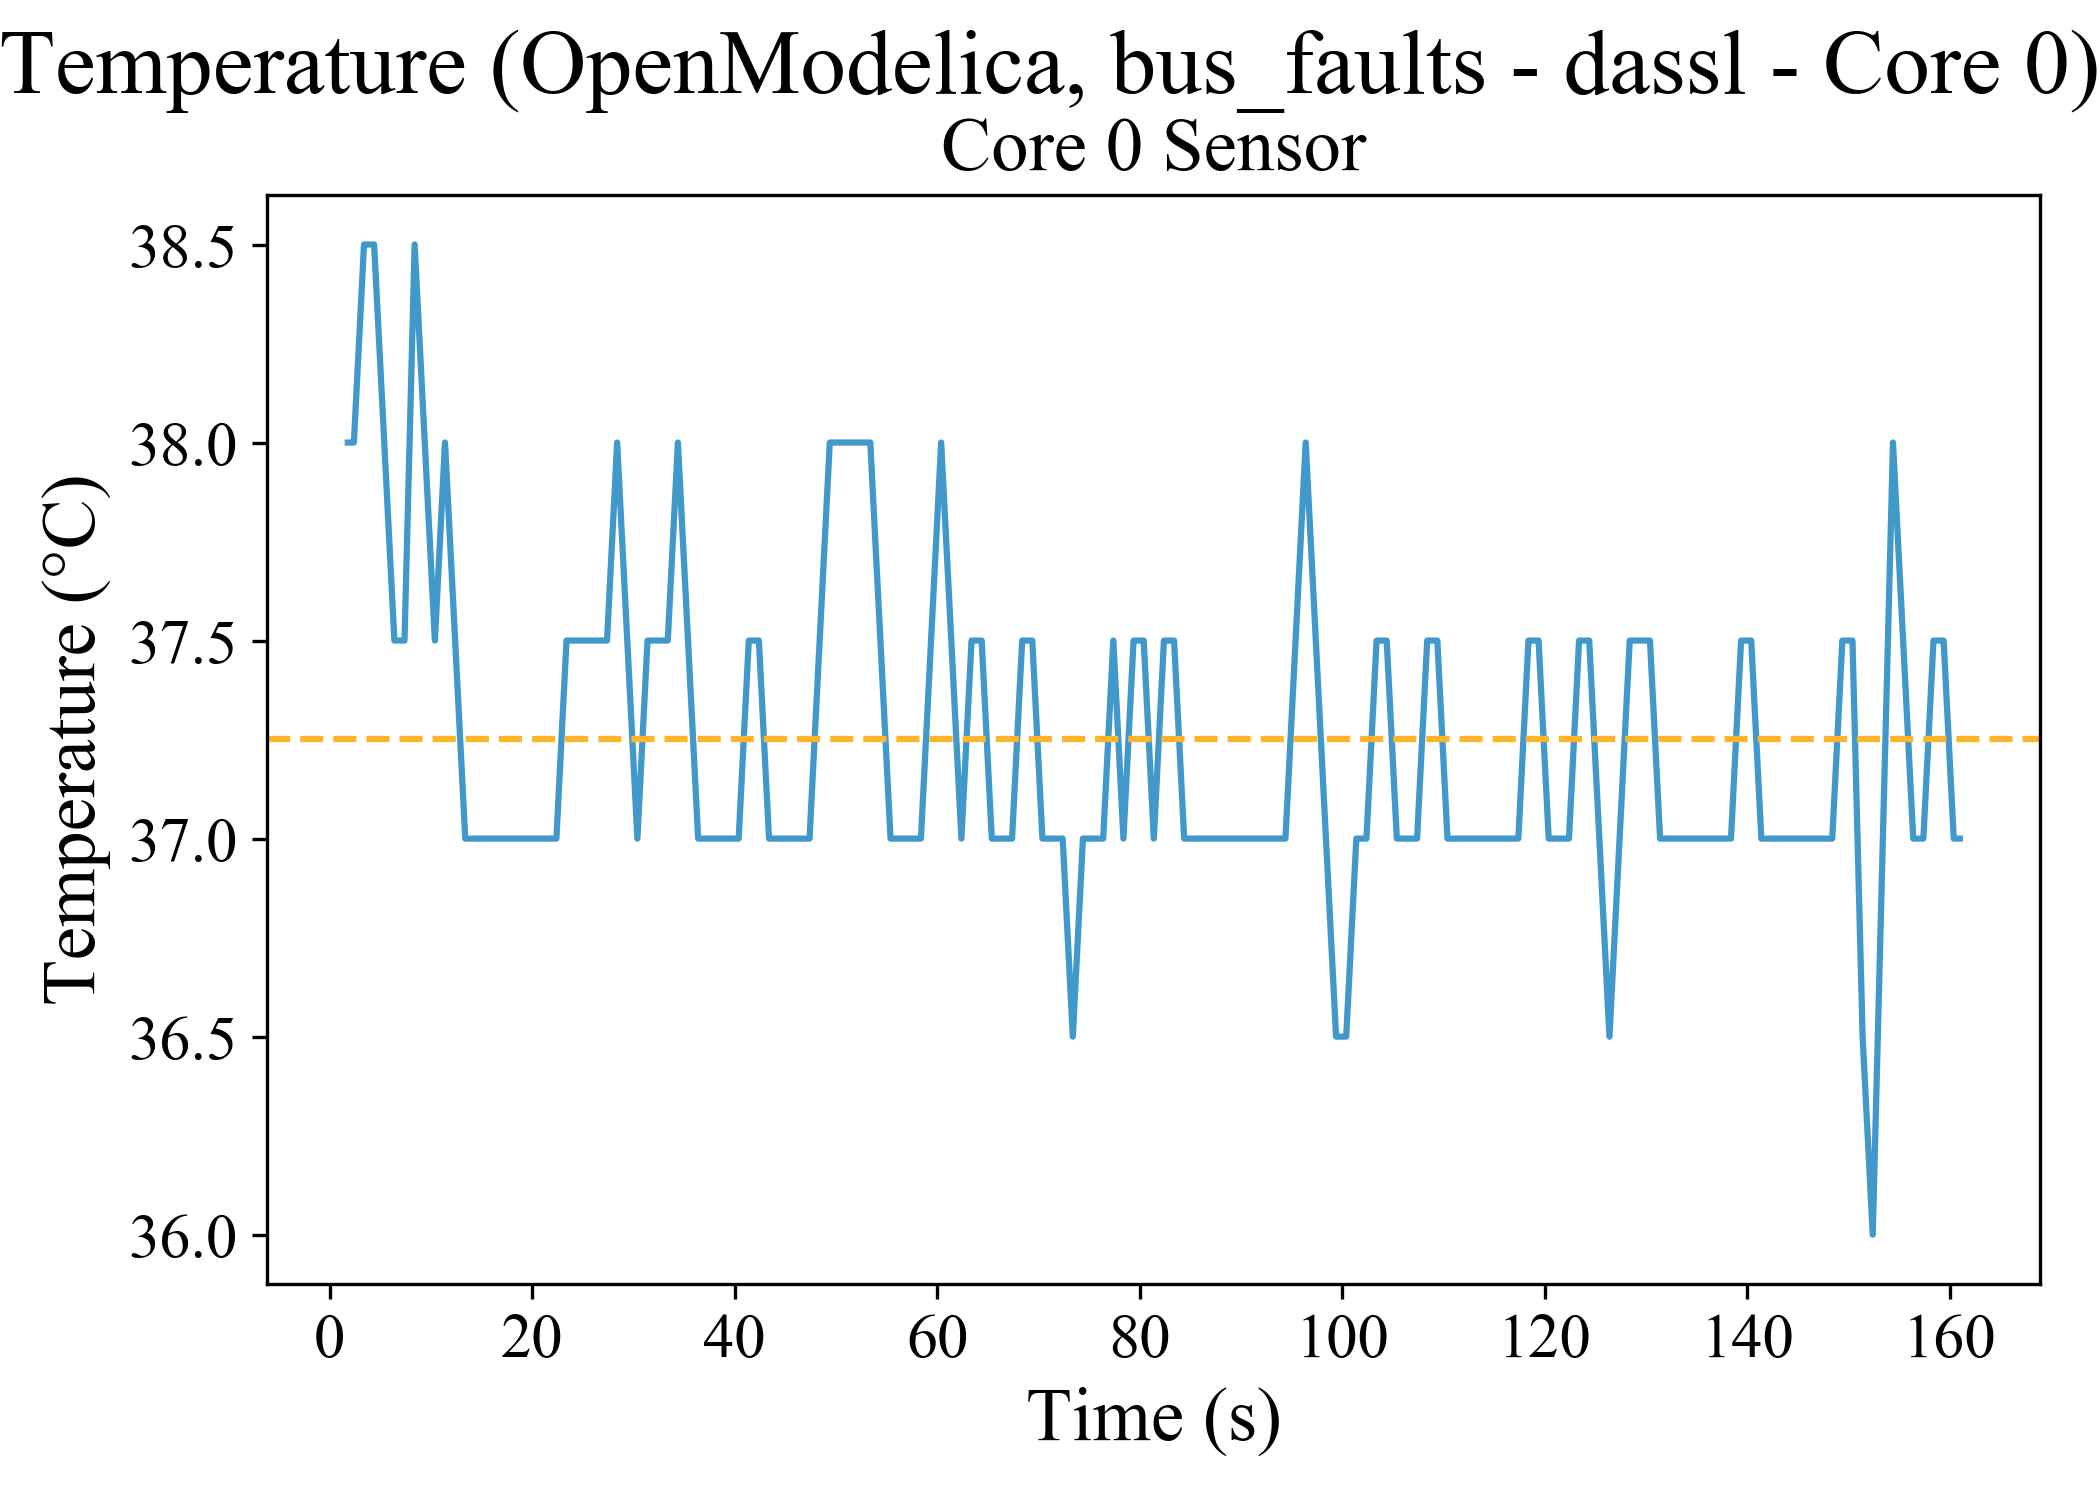 Temperature (OpenModelica, bus_faults - dassl - Core 0)
Core 0 Sensor
Temperature (°C)
38.5
38.0
37.5
37.0
36.5
36.0
0 20 40 60 80 100 120 140 160
Time (s)